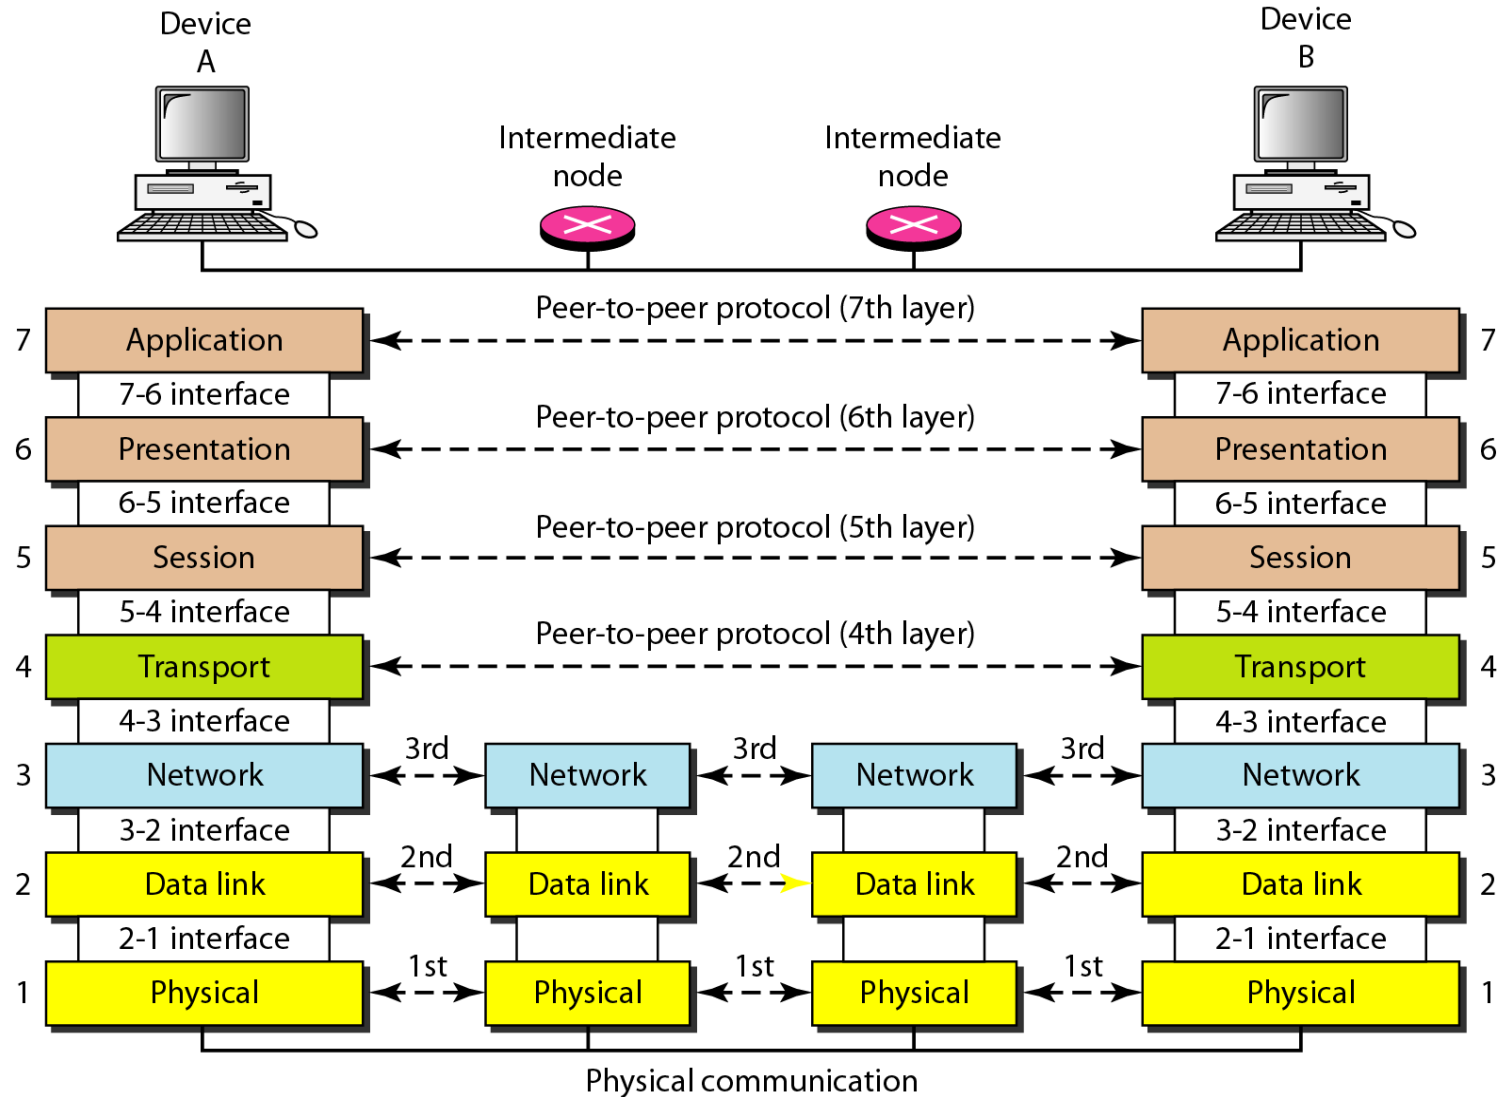 Device
A
Device
B
Intermediate
node
Intermediate
node
Peer-to-peer protocol (7th layer)
7 Application Application 7
7-6 interface 7-6 interface
Peer-to-peer protocol (6th layer)
6 Presentation Presentation 6
6-5 interface 6-5 interface
Peer-to-peer protocol (5th layer)
5 Session Session 5
5-4 interface 5-4 interface
Peer-to-peer protocol (4th layer)
4 Transport Transport 4
4-3 interface 4-3 interface
3rd 3rd 3rd
3 Network Network Network Network 3
3-2 interface 3-2 interface
2nd 2nd 2nd
2 Data link Data link Data link Data link 2
2-1 interface 2-1 interface
1st 1st 1st
1 Physical Physical Physical Physical 1
Physical communication